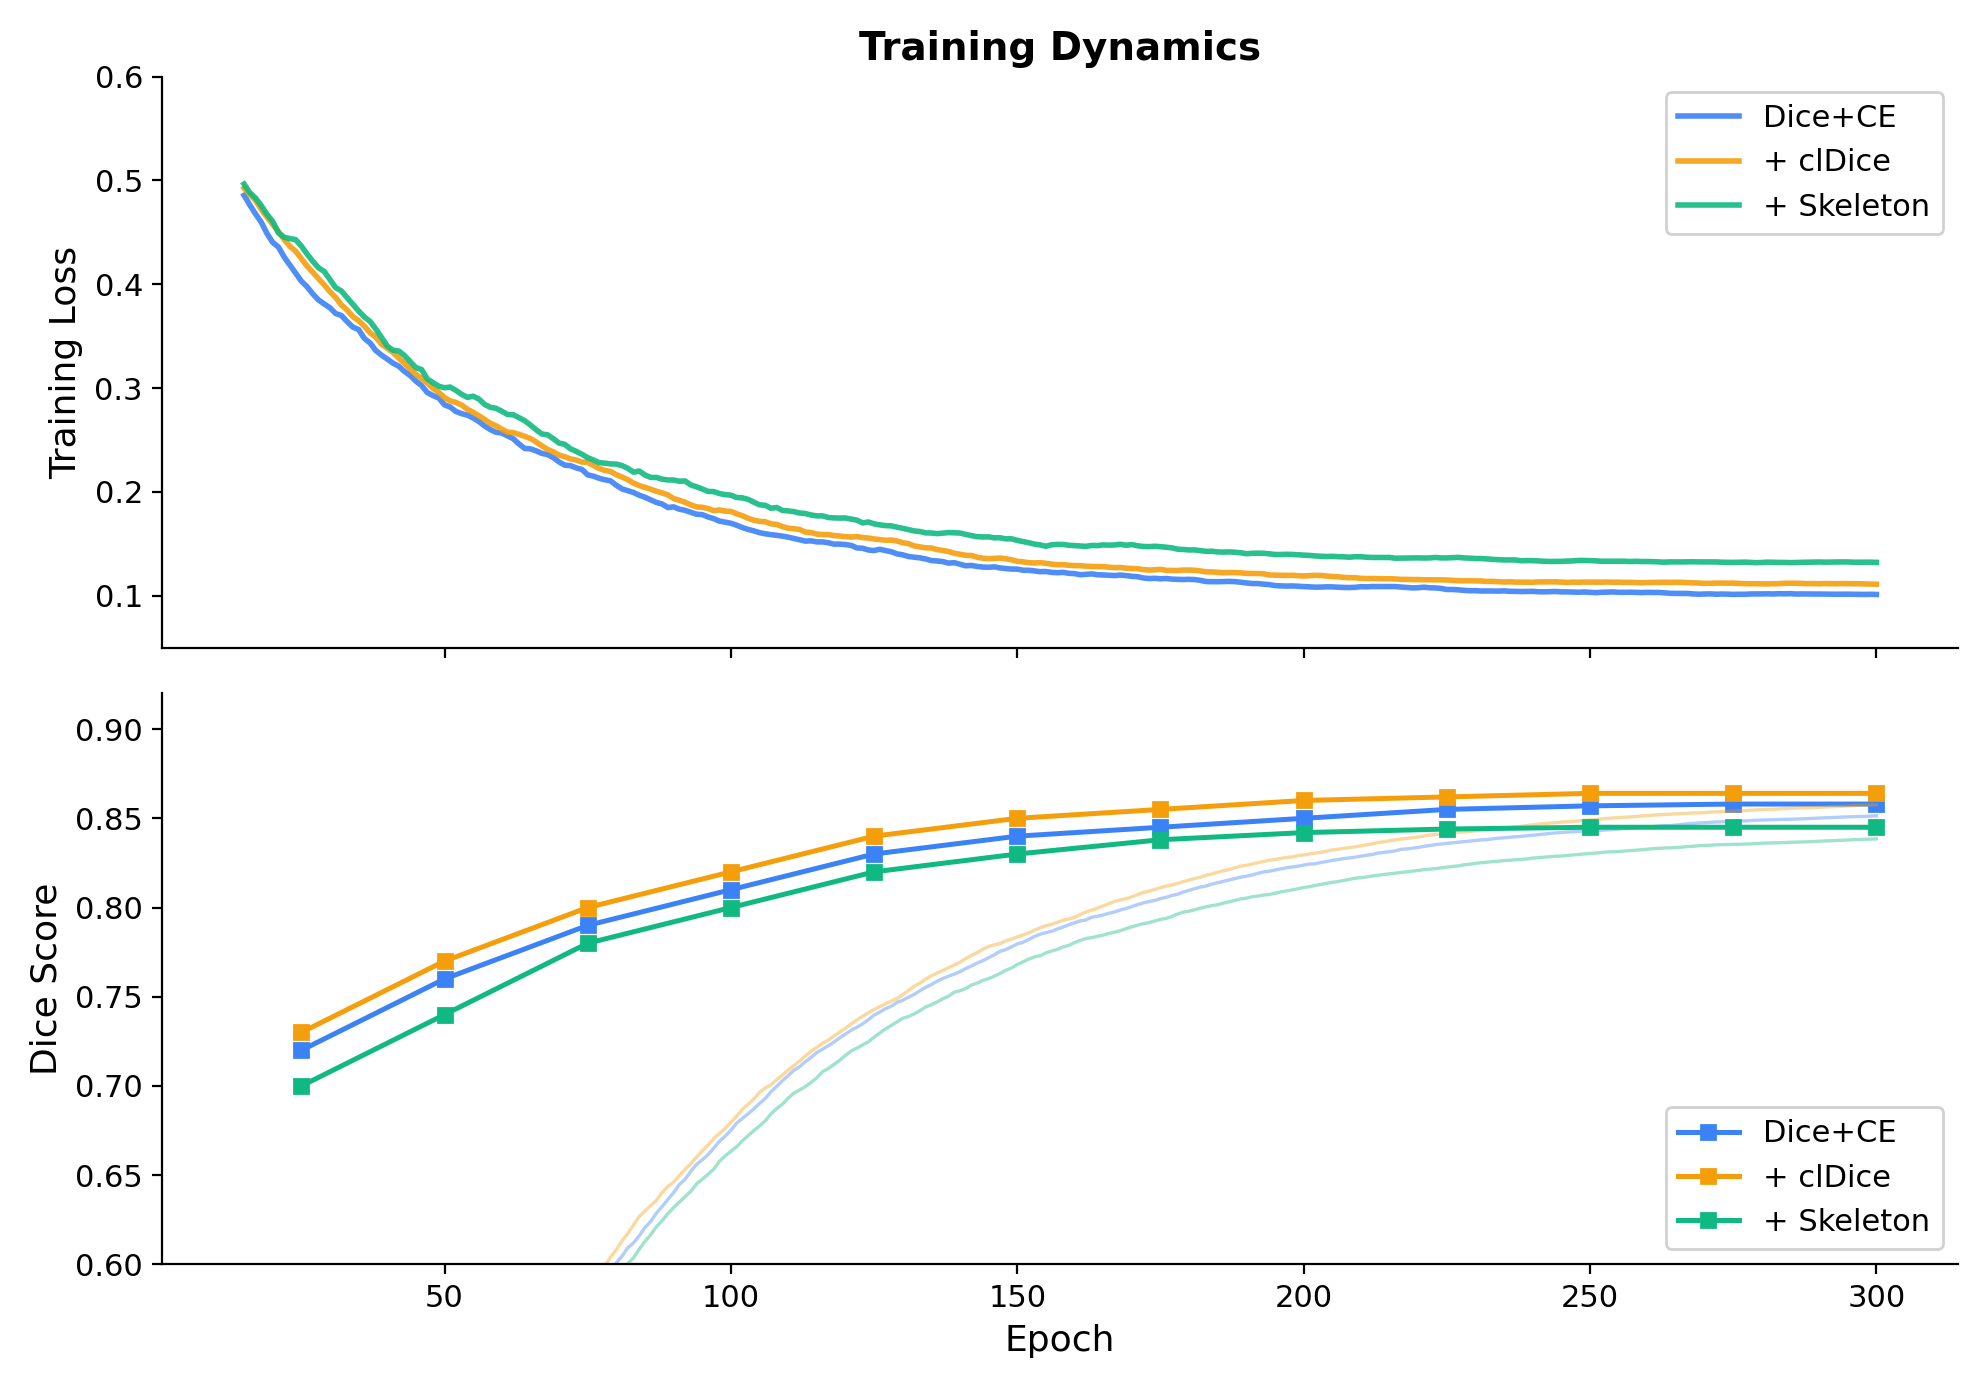 Training Dynamics
0.6
0.5
0.4
0.3
0.2
0.1
Training Loss
Dice+CE
+ clDice
+ Skeleton
0.90
0.85
0.80
0.75
0.70
0.65
0.60
Dice Score
Dice+CE
+ clDice
+ Skeleton
50 100 150 200 250 300
Epoch